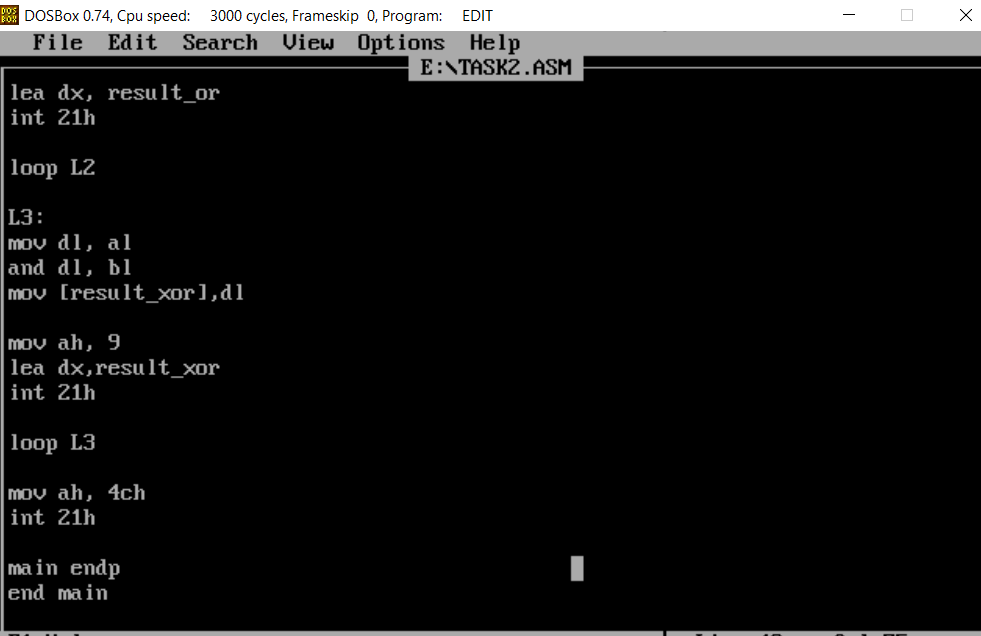 DOSBox 0.74, Cpu speed: 3000 cycles, Frameskip 0, Program: EDIT
File Edit Search View Options Help
E:\TASK2.ASM
lea dx, result_or
int 21h
loop L2
L3:
mov dl, al
and dl, bl
mov [result_xor],dl
mov ah, 9
lea dx,result_xor
int 21h
loop L3
mov ah, 4ch
int 21h
main endp
end main